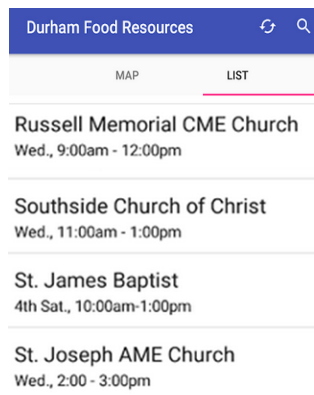 Durham Food Resources
MAP LIST
Russell Memorial CME Church
Wed., 9:00am - 12:00pm
Southside Church of Christ
Wed., 11:00am - 1:00pm
St. James Baptist
4th Sat., 10:00am-1:00pm
St. Joseph AME Church
Wed., 2:00 - 3:00pm